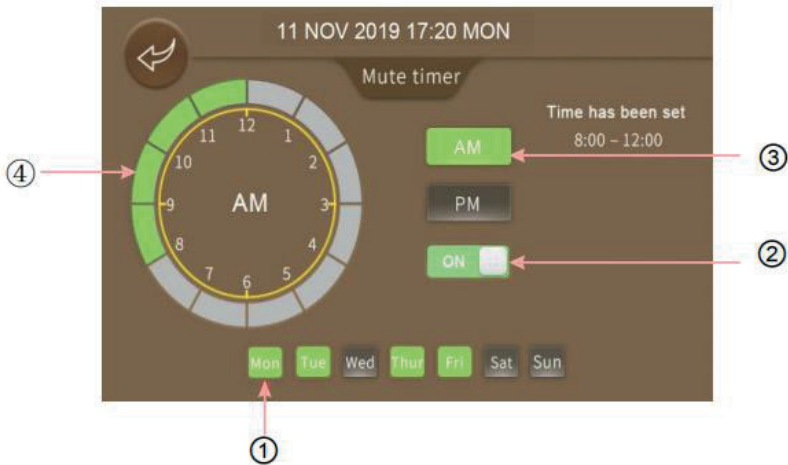 11 NOV 2019 17:20 MON
Mute timer
Time has been set
8:00 – 12:00
AM
PM
ON
12
1
2
3
4
5
6
7
8
9
10
11
AM
Mon Tue Wed Thur Fri Sat Sun
①
②
③
④